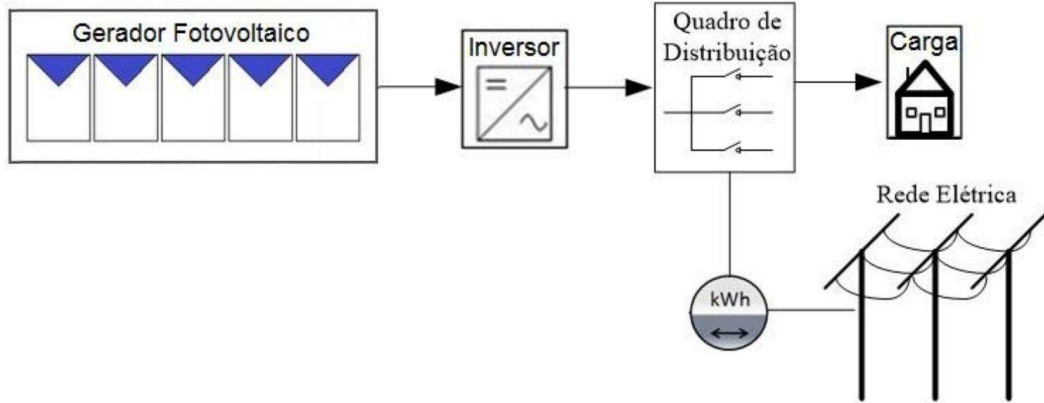 Gerador Fotovoltaico
Inversor
Quadro de
Distribuição
Carga
Rede Elétrica
kWh